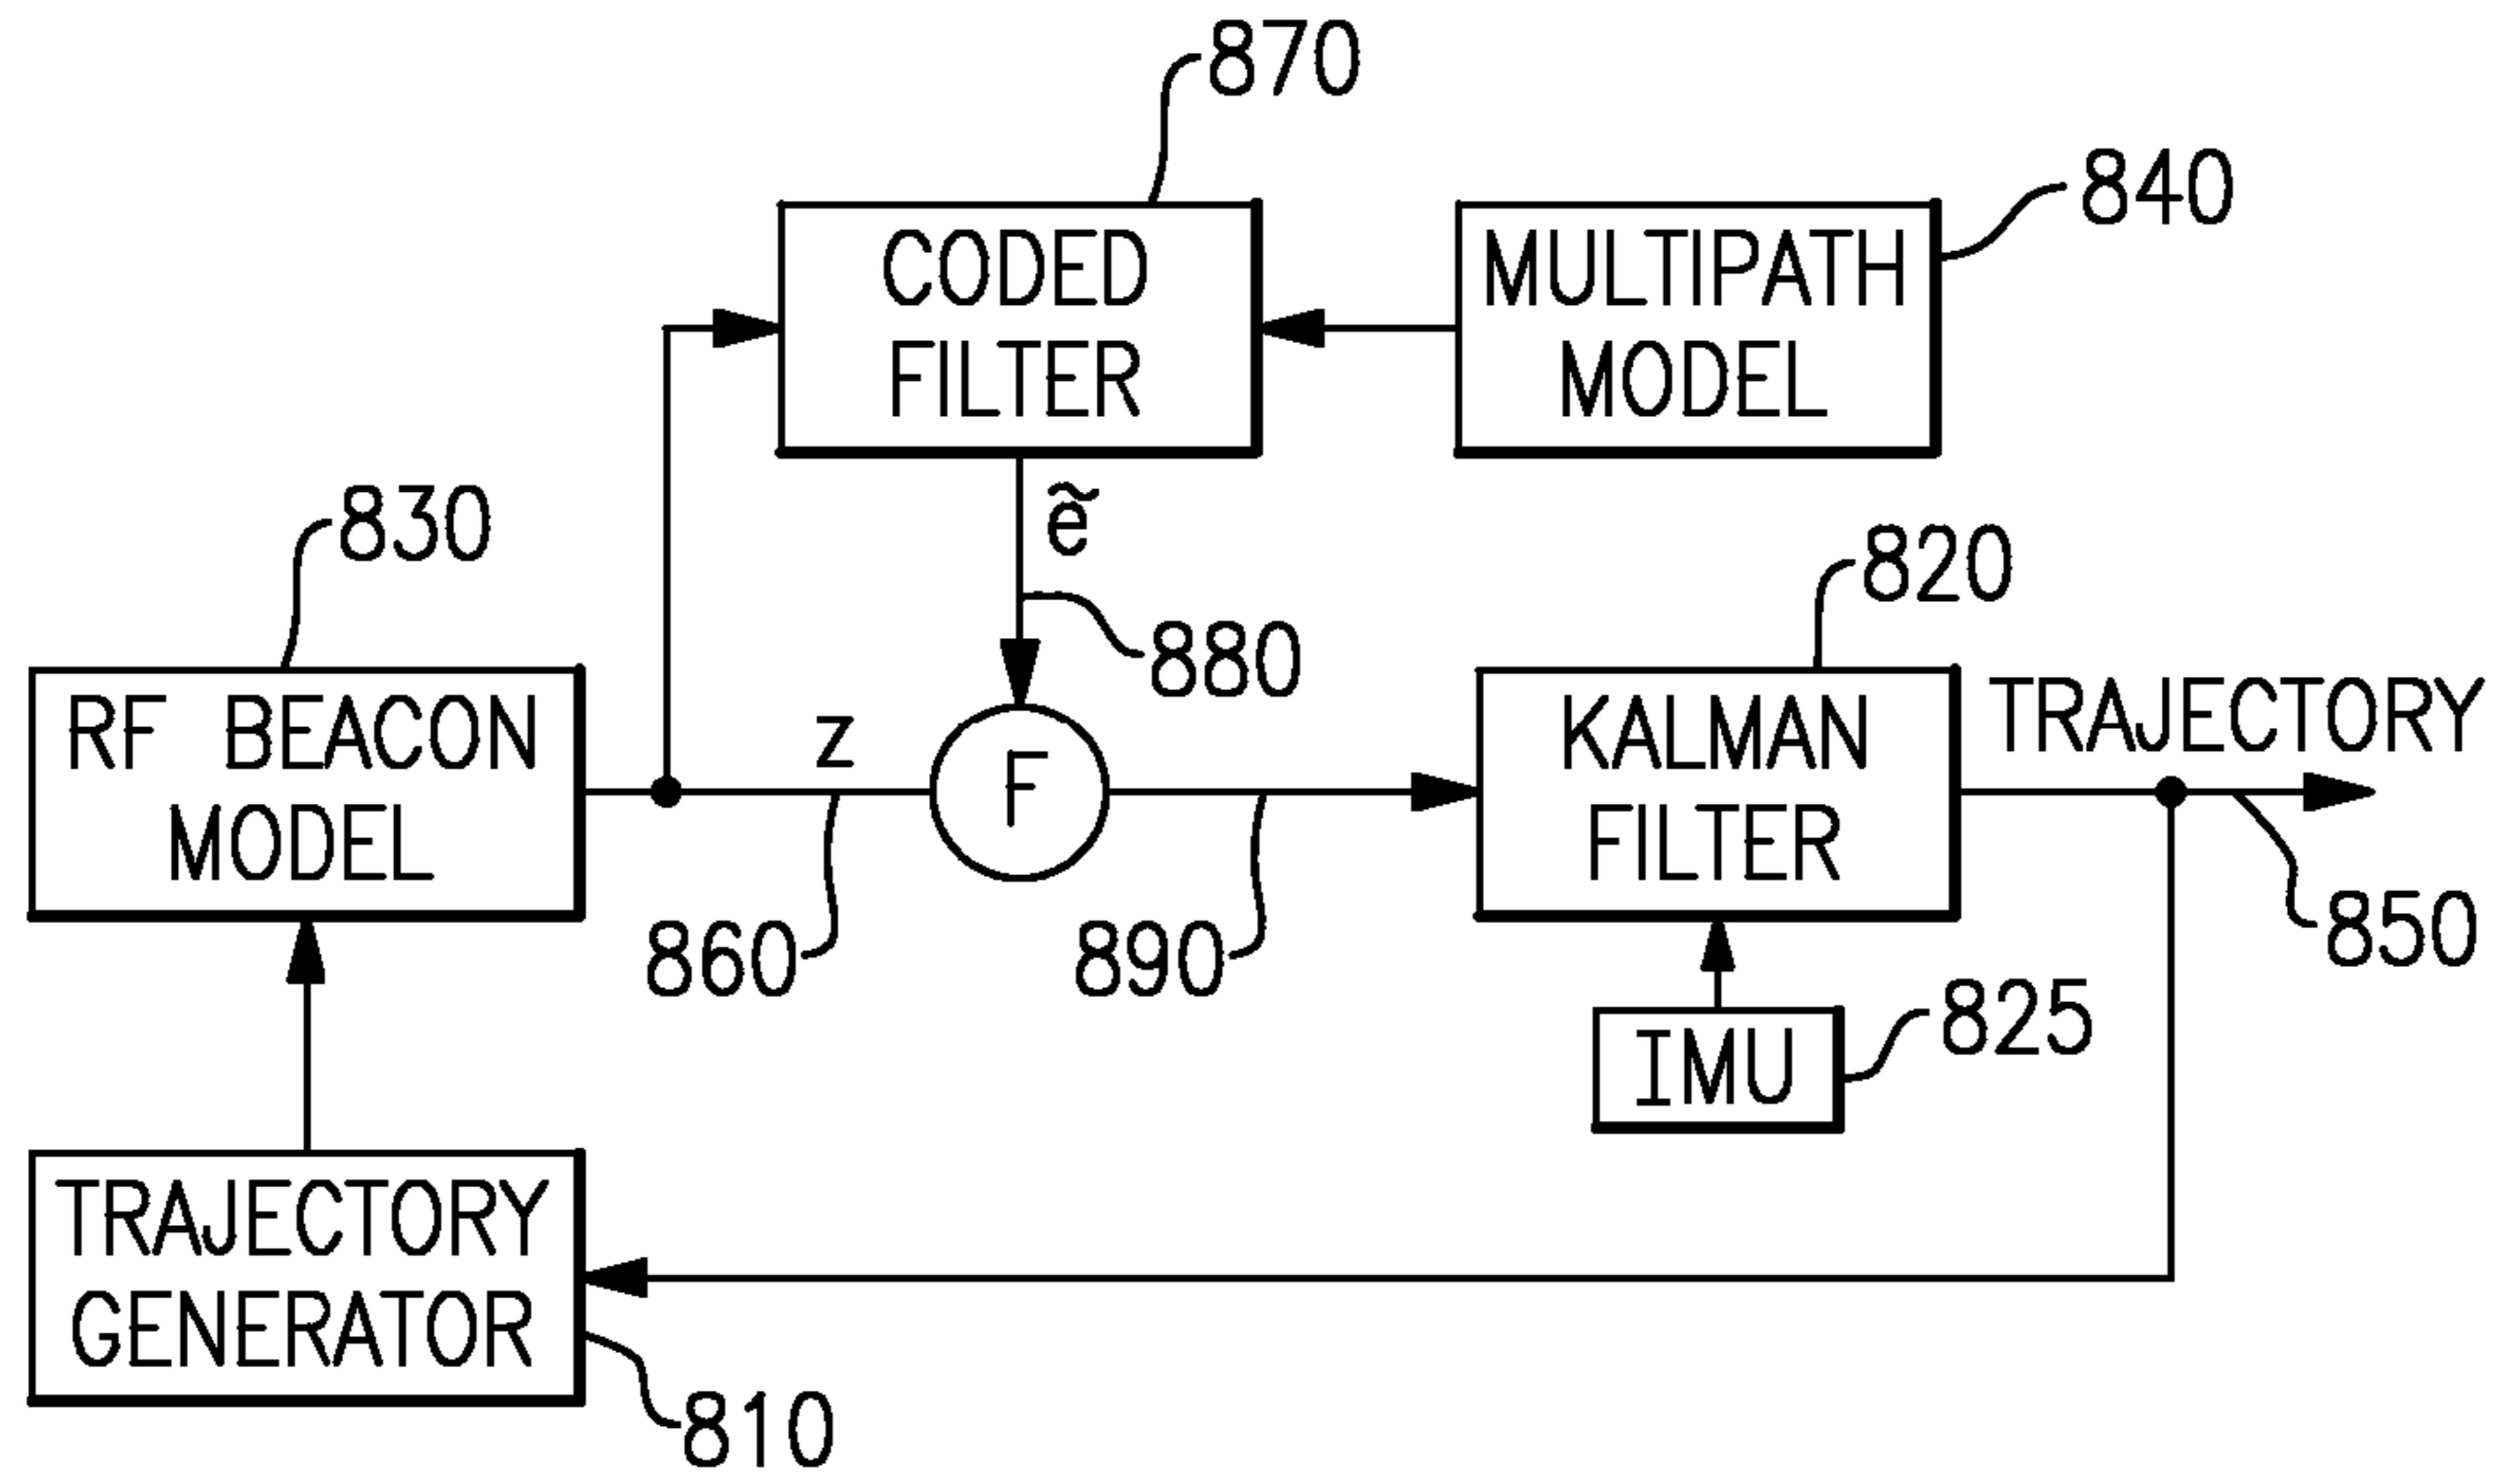 870
840
CODED
FILTER
MULTIPATH
MODEL
830
ẽ
820
880
RF BEACON
MODEL
z
F
KALMAN
FILTER
TRAJECTORY
860
890
850
825
IMU
TRAJECTORY
GENERATOR
810